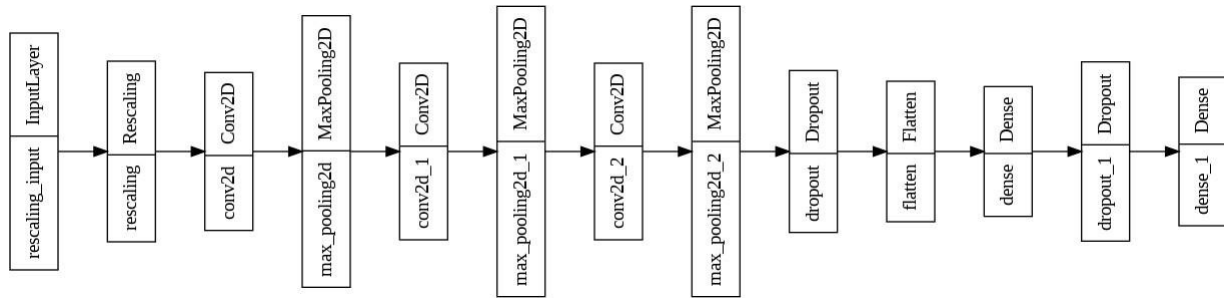 rescaling_input InputLayer
rescaling Rescaling
conv2d Conv2D
max_pooling2d MaxPooling2D
conv2d_1 Conv2D
max_pooling2d_1 MaxPooling2D
conv2d_2 Conv2D
max_pooling2d_2 MaxPooling2D
dropout Dropout
flatten Flatten
dense Dense
dropout_1 Dropout
dense_1 Dense